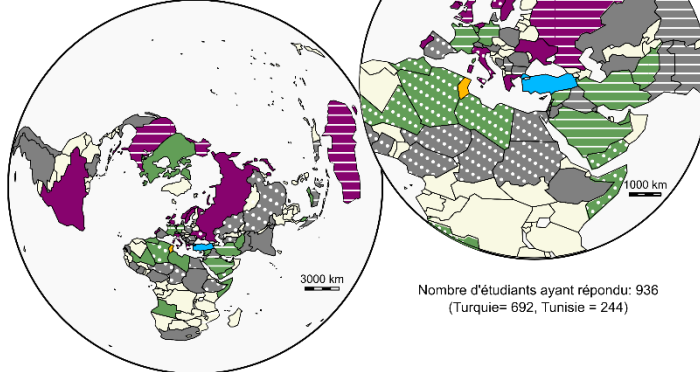 1000 km
3000 km
Nombre d'étudiants ayant répondu: 936
(Turquie= 692, Tunisie = 244)